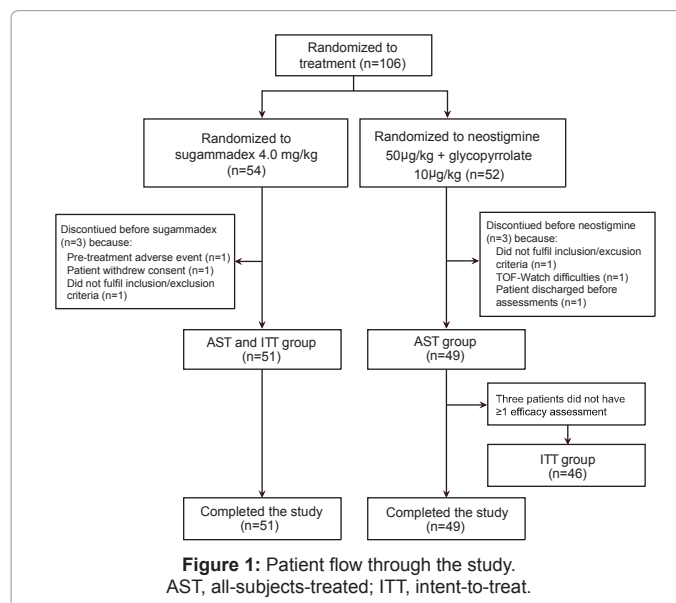 Randomized to
treatment (n=106)
Randomized to
sugammadex 4.0 mg/kg
(n=54)
Randomized to neostigmine
50µg/kg + glycopyrrolate
10µg/kg (n=52)
Discontiued before sugammadex
(n=3) because:
Pre-treatment adverse event (n=1)
Patient withdrew consent (n=1)
Did not fulfil inclusion/exclusion
criteria (n=1)
Discontiued before neostigmine
(n=3) because:
Did not fulfil inclusion/excusion
criteria (n=1)
TOF-Watch difficulties (n=1)
Patient discharged before
assessments (n=1)
AST and ITT group
(n=51)
AST group
(n=49)
Three patients did not have
≥1 efficacy assessment
ITT group
(n=46)
Completed the study
(n=51)
Completed the study
(n=49)
Figure 1: Patient flow through the study.
AST, all-subjects-treated; ITT, intent-to-treat.